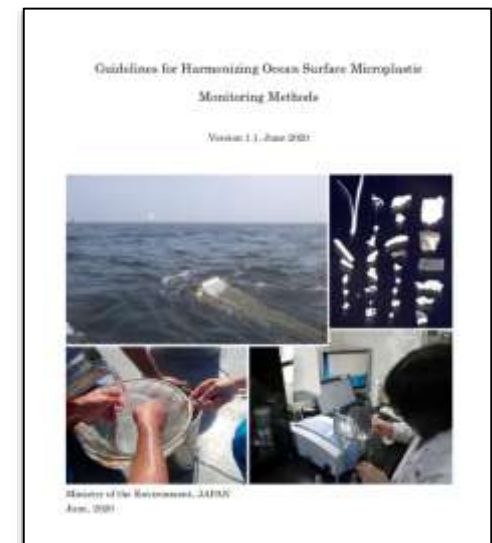 Guidelines for Harmonizing Ocean Surface Microplastic
Monitoring Methods
Version 1.1, June 2020
Ministry of the Environment, JAPAN
June, 2020